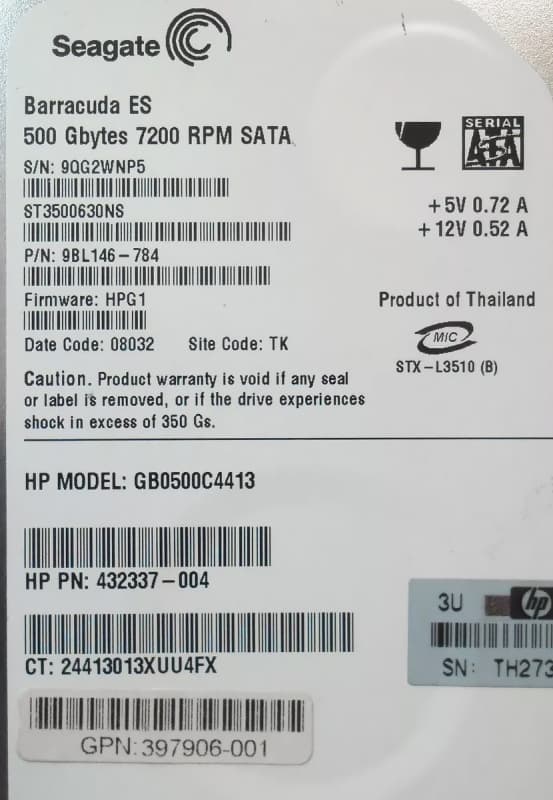 Seagate
Barracuda ES
500 Gbytes 7200 RPM SATA
S/N: 9QG2WNP5
ST3500630NS
P/N: 9BL146-784
Firmware: HPG1
Date Code: 08032 Site Code: TK
SERIAL
ATA
+5V 0.72 A
+12V 0.52 A
Product of Thailand
MIC
STX-L3510 (B)
Caution. Product warranty is void if any seal
or label is removed, or if the drive experiences
shock in excess of 350 Gs.
HP MODEL: GB0500C4413
HP PN: 432337-004
CT: 24413013XUU4FX
GPN: 397906-001
3U hp
SN: TH273